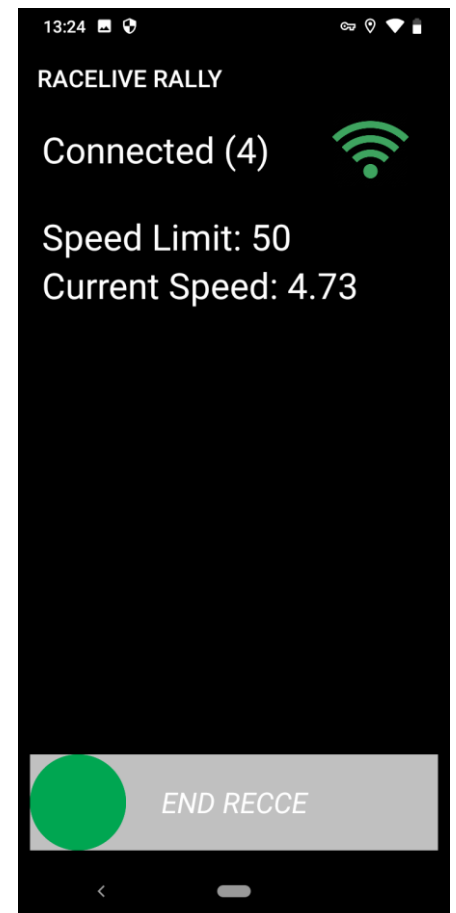 13:24
RACELIVE RALLY
Connected (4)
Speed Limit: 50
Current Speed: 4.73
END RECCE